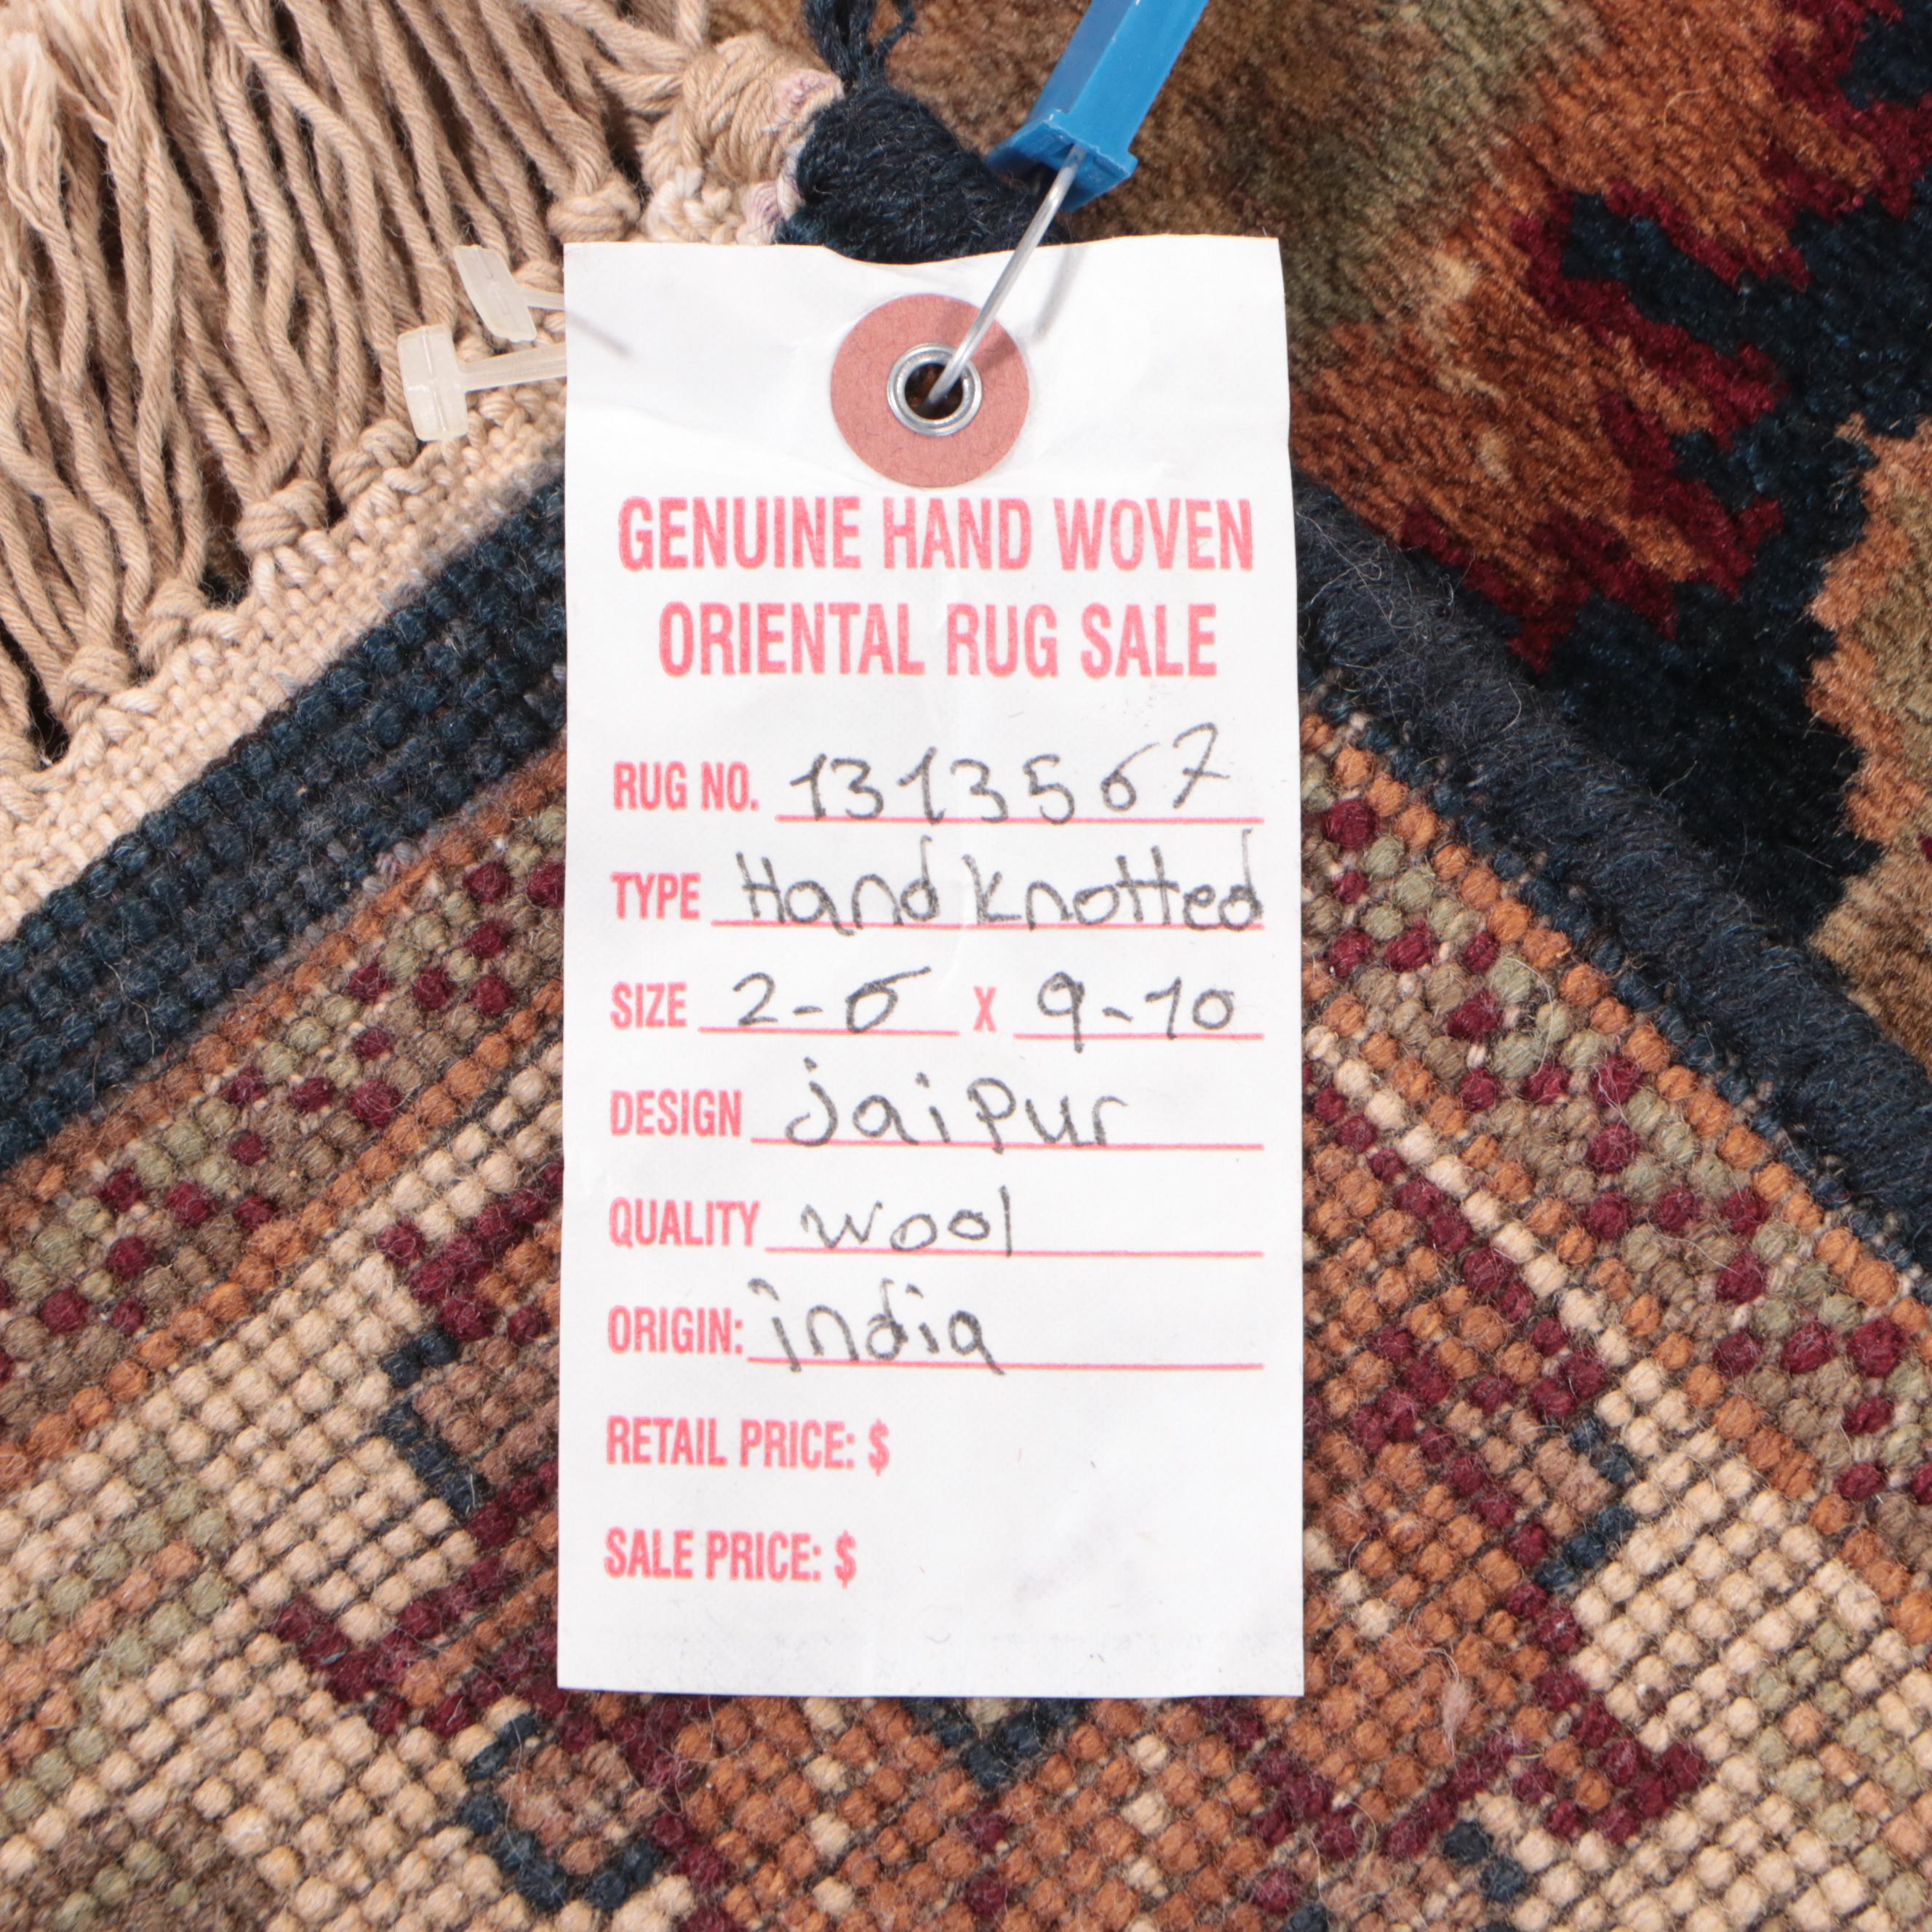 GENUINE HAND WOVEN
ORIENTAL RUG SALE
RUG NO. 1313567
TYPE Hand Knotted
SIZE 2-6 X 9-10
DESIGN jaipur
QUALITY wool
ORIGIN: india
RETAIL PRICE: $
SALE PRICE: $